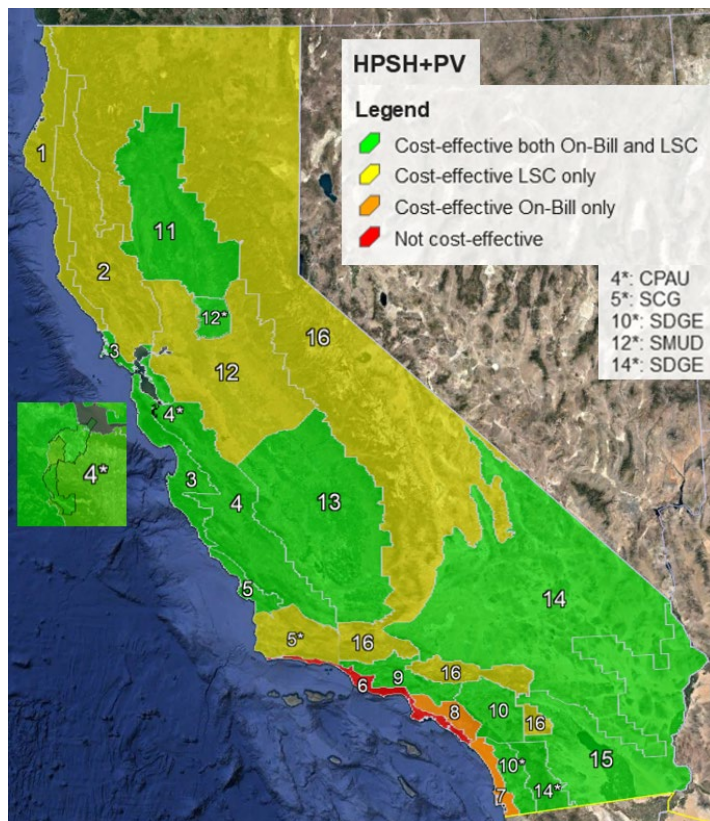 HPSH+PV
Legend
Cost-effective both On-Bill and LSC
Cost-effective LSC only
Cost-effective On-Bill only
Not cost-effective
4*: CPAU
5*: SCG
10*: SDGE
12*: SMUD
14*: SDGE
1
11
2
12*
16
3
12
4*
4*
3
4
13
5
14
5*
16
6
9
16
8
10
16
10*
15
7
14*